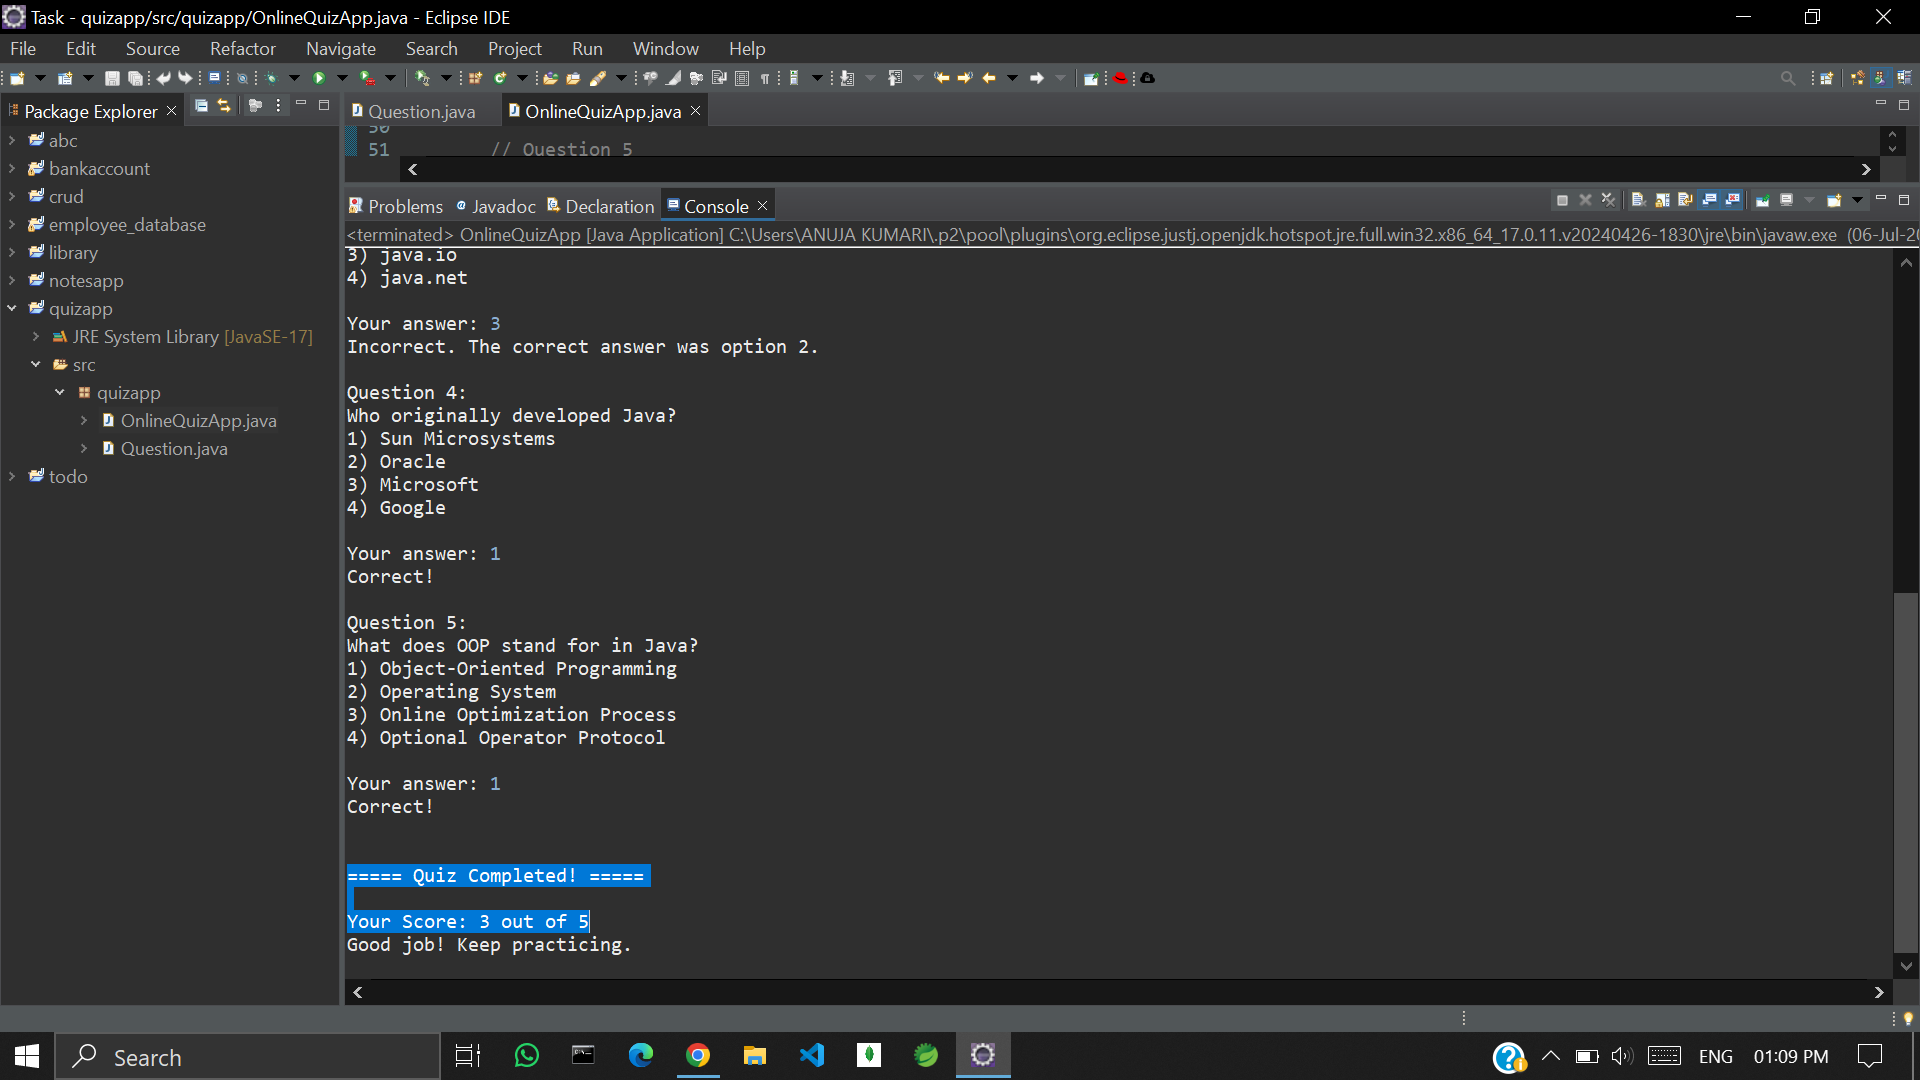 Task - quizapp/src/quizapp/OnlineQuizApp.java - Eclipse IDE
File Edit Source Refactor Navigate Search Project Run Window Help
Package Explorer
abc
bankaccount
crud
employee_database
library
notesapp
quizapp
JRE System Library [JavaSE-17]
src
quizapp
OnlineQuizApp.java
Question.java
todo
Question.java OnlineQuizApp.java
50
51 // Question 5
Problems Javadoc Declaration Console
<terminated> OnlineQuizApp [Java Application] C:\Users\ANUJA KUMARI\.p2\pool\plugins\org.eclipse.justj.openjdk.hotspot.jre.full.win32.x86_64_17.0.11.v20240426-1830\jre\bin\javaw.exe (06-Jul-20
3) java.io
4) java.net
Your answer: 3
Incorrect. The correct answer was option 2.
Question 4:
Who originally developed Java?
1) Sun Microsystems
2) Oracle
3) Microsoft
4) Google
Your answer: 1
Correct!
Question 5:
What does OOP stand for in Java?
1) Object-Oriented Programming
2) Operating System
3) Online Optimization Process
4) Optional Operator Protocol
Your answer: 1
Correct!
===== Quiz Completed! =====
Your Score: 3 out of 5
Good job! Keep practicing.
Search
ENG 01:09 PM